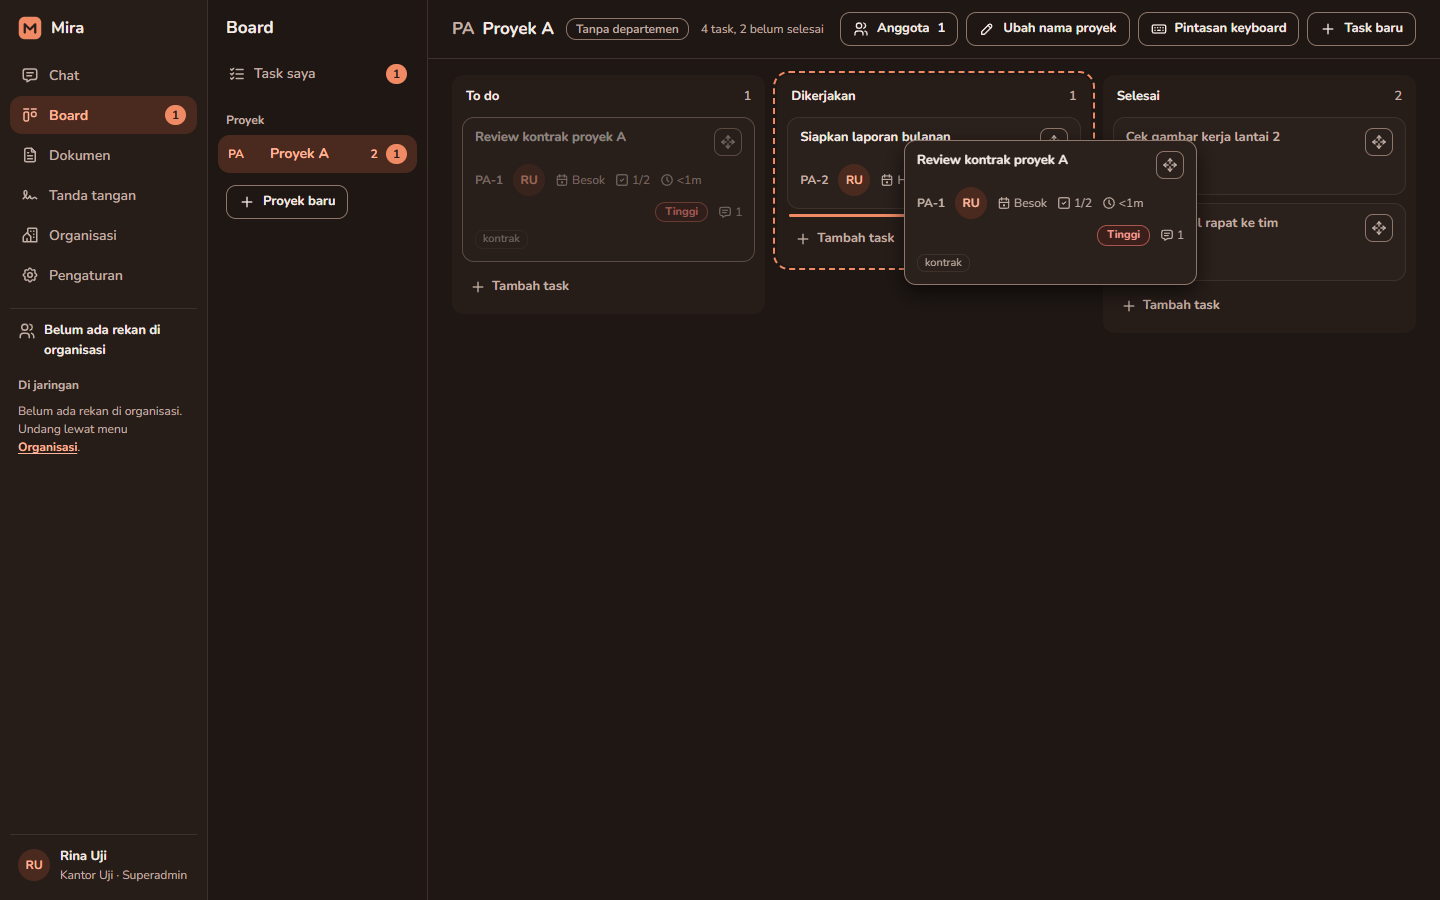 Mira
Chat
Board 1
Dokumen
Tanda tangan
Organisasi
Pengaturan
Belum ada rekan di
organisasi
Di jaringan
Belum ada rekan di organisasi.
Undang lewat menu
Organisasi.
RU
Rina Uji
Kantor Uji · Superadmin
Board
Task saya 1
Proyek
PA Proyek A 2 1
Proyek baru
PA Proyek A Tanpa departemen 4 task, 2 belum selesai Anggota 1 Ubah nama proyek Pintasan keyboard Task baru
To do 1
Review kontrak proyek A
PA-1 RU Besok 1/2 <1m
Tinggi 1
kontrak
Tambah task
Dikerjakan 1
Siapkan laporan bulanan
PA-2 RU H
Tambah task
Review kontrak proyek A
PA-1 RU Besok 1/2 <1m
Tinggi 1
kontrak
Selesai 2
Cek gambar kerja lantai 2
rapat ke tim
Tambah task